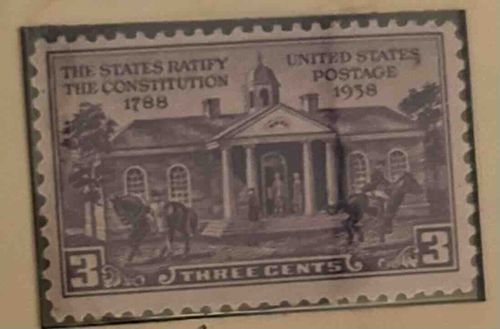 THE STATES RATIFY
THE CONSTITUTION
1788
UNITED STATES
POSTAGE
1938
3
THREE CENTS
3